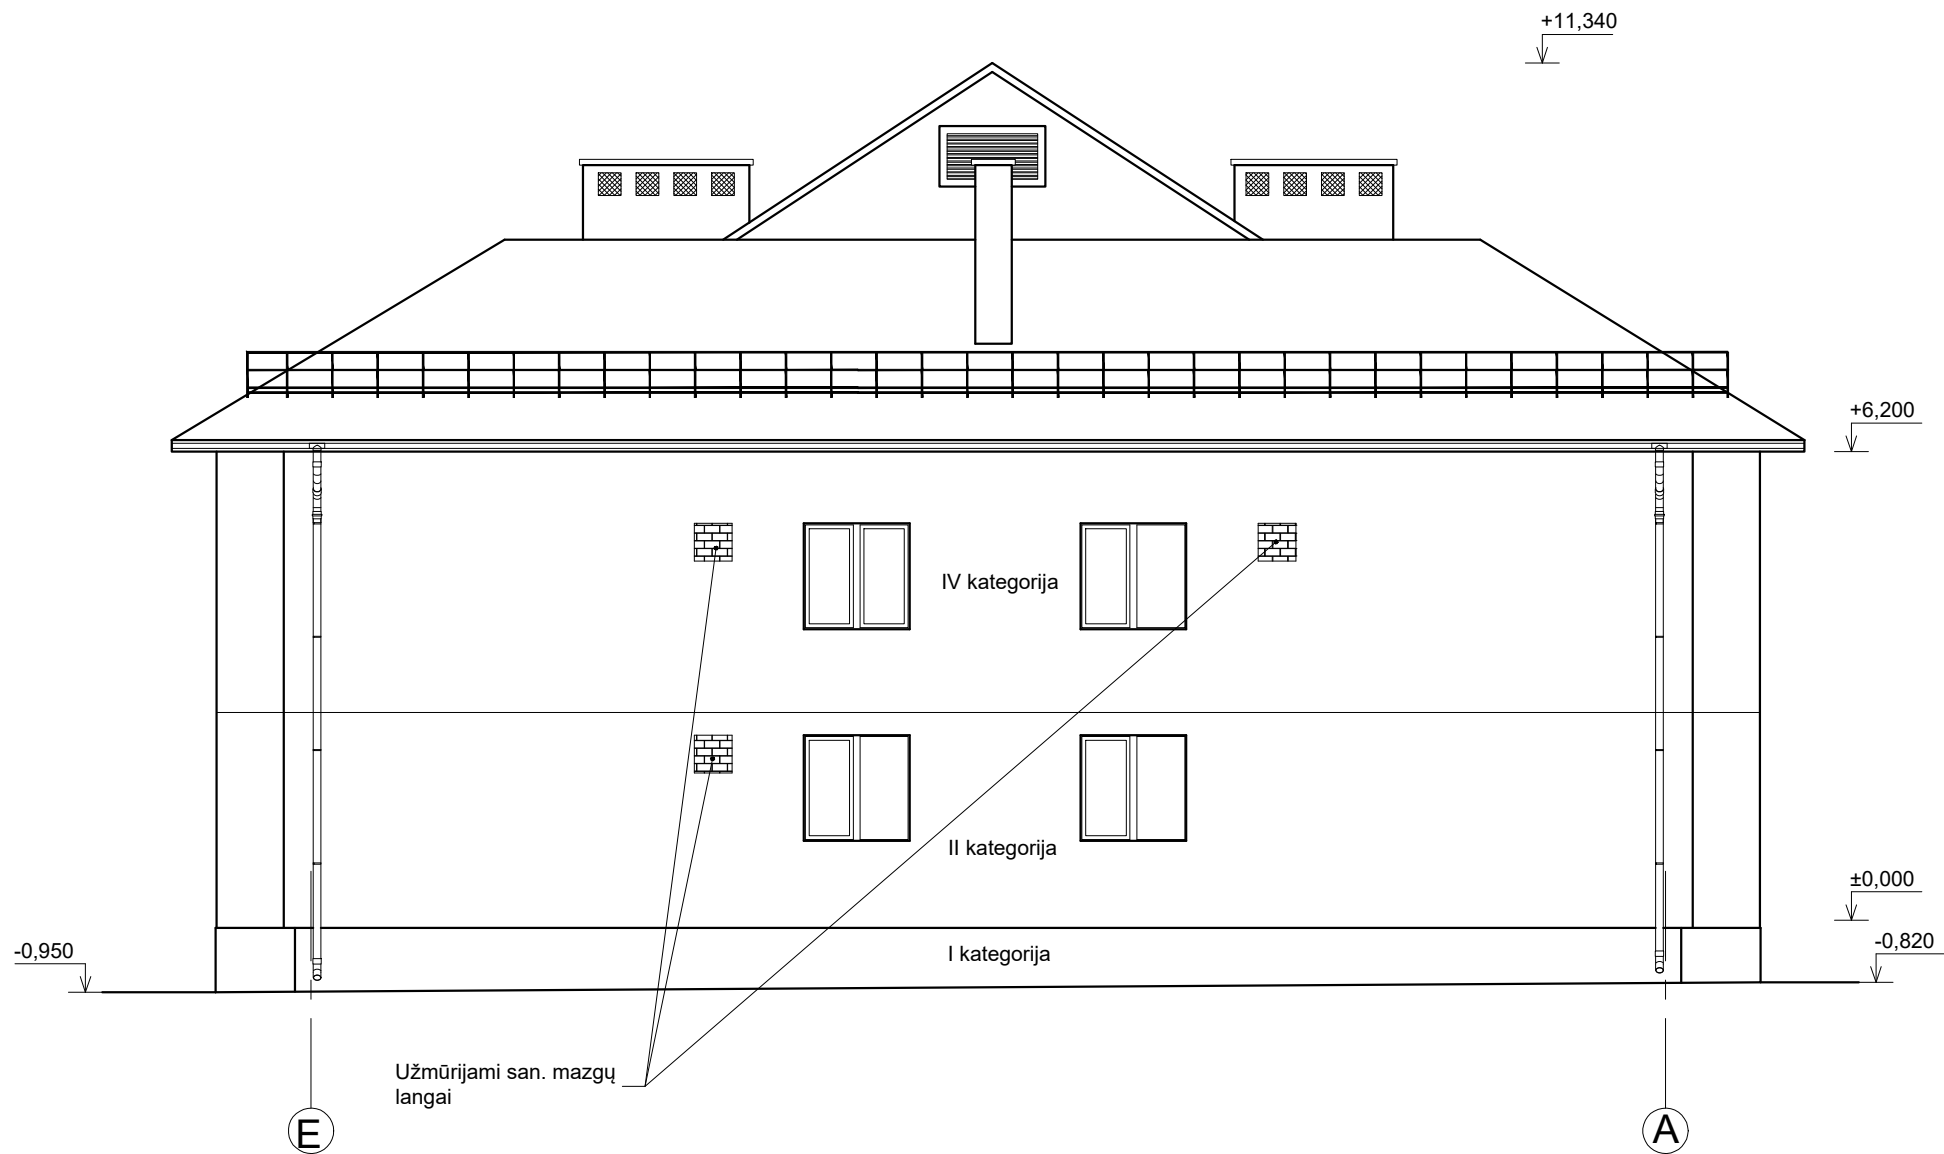 +11,340
+6,200
IV kategorija
II kategorija
±0,000
-0,950
I kategorija
-0,820
Užmūrijami san. mazgų
langai
E
A